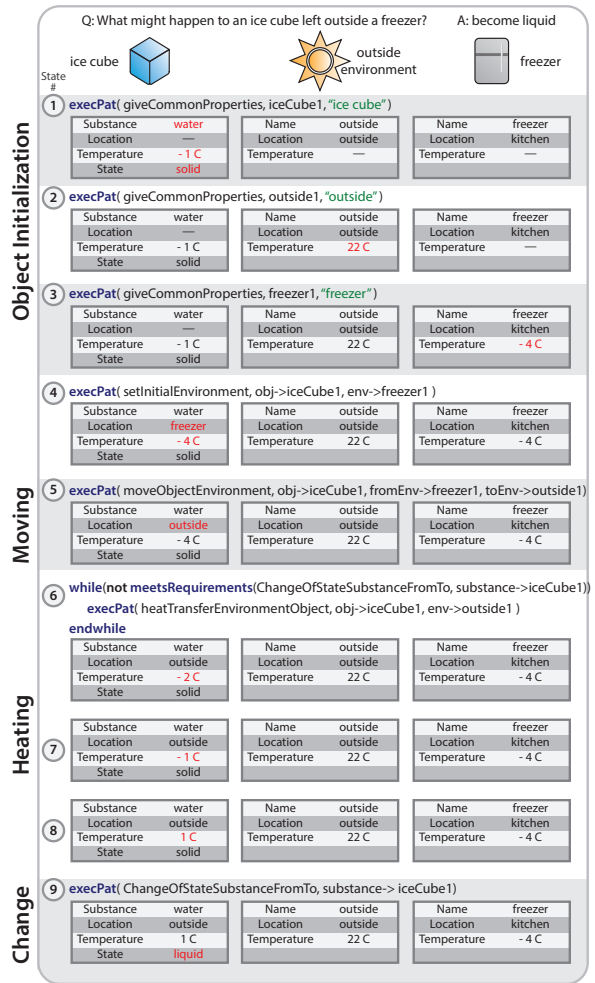 Q: What might happen to an ice cube left outside a freezer? A: become liquid
ice cube
outside
environment
freezer
State
#
Object Initialization
1 execPat( giveCommonProperties, iceCube1, “ice cube” )
Substance water Name outside Name freezer
Location — Location outside Location kitchen
Temperature - 1 C Temperature — Temperature —
State solid
2 execPat( giveCommonProperties, outside1, “outside” )
Substance water Name outside Name freezer
Location — Location outside Location kitchen
Temperature - 1 C Temperature 22 C Temperature —
State solid
3 execPat( giveCommonProperties, freezer1, “freezer” )
Substance water Name outside Name freezer
Location — Location outside Location kitchen
Temperature - 1 C Temperature 22 C Temperature - 4 C
State solid
4 execPat( setInitialEnvironment, obj->iceCube1, env->freezer1 )
Substance water Name outside Name freezer
Location freezer Location outside Location kitchen
Temperature - 4 C Temperature 22 C Temperature - 4 C
State solid
Moving
5 execPat( moveObjectEnvironment, obj->iceCube1, fromEnv->freezer1, toEnv->outside1)
Substance water Name outside Name freezer
Location outside Location outside Location kitchen
Temperature - 4 C Temperature 22 C Temperature - 4 C
State solid
Heating
6 while(not meetsRequirements(ChangeOfStateSubstanceFromTo, substance->iceCube1))
execPat( heatTransferEnvironmentObject, obj->iceCube1, env->outside1 )
endwhile
Substance water Name outside Name freezer
Location outside Location outside Location kitchen
Temperature - 2 C Temperature 22 C Temperature - 4 C
State solid
7
Substance water Name outside Name freezer
Location outside Location outside Location kitchen
Temperature - 1 C Temperature 22 C Temperature - 4 C
State solid
8
Substance water Name outside Name freezer
Location outside Location outside Location kitchen
Temperature 1 C Temperature 22 C Temperature - 4 C
State solid
Change
9 execPat( ChangeOfStateSubstanceFromTo, substance-> iceCube1)
Substance water Name outside Name freezer
Location outside Location outside Location kitchen
Temperature 1 C Temperature 22 C Temperature - 4 C
State liquid